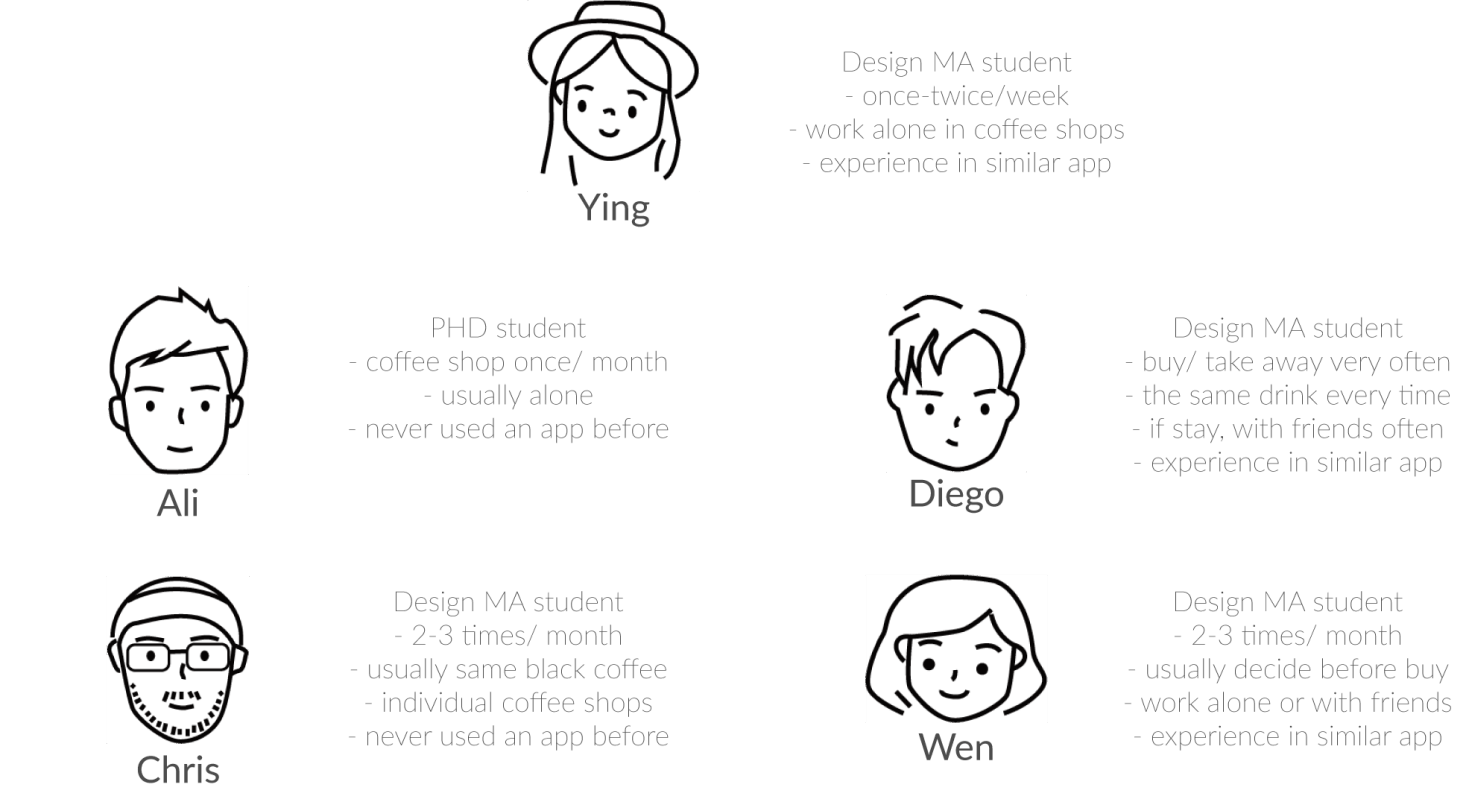 Design MA student
- once-twice/week
- work alone in coffee shops
- experience in similar app
Ying
PHD student
- coffee shop once/ month
- usually alone
- never used an app before
Ali
Design MA student
- buy/ take away very often
- the same drink every time
- if stay, with friends often
- experience in similar app
Diego
Design MA student
- 2-3 times/ month
- usually same black coffee
- individual coffee shops
- never used an app before
Chris
Design MA student
- 2-3 times/ month
- usually decide before buy
- work alone or with friends
- experience in similar app
Wen